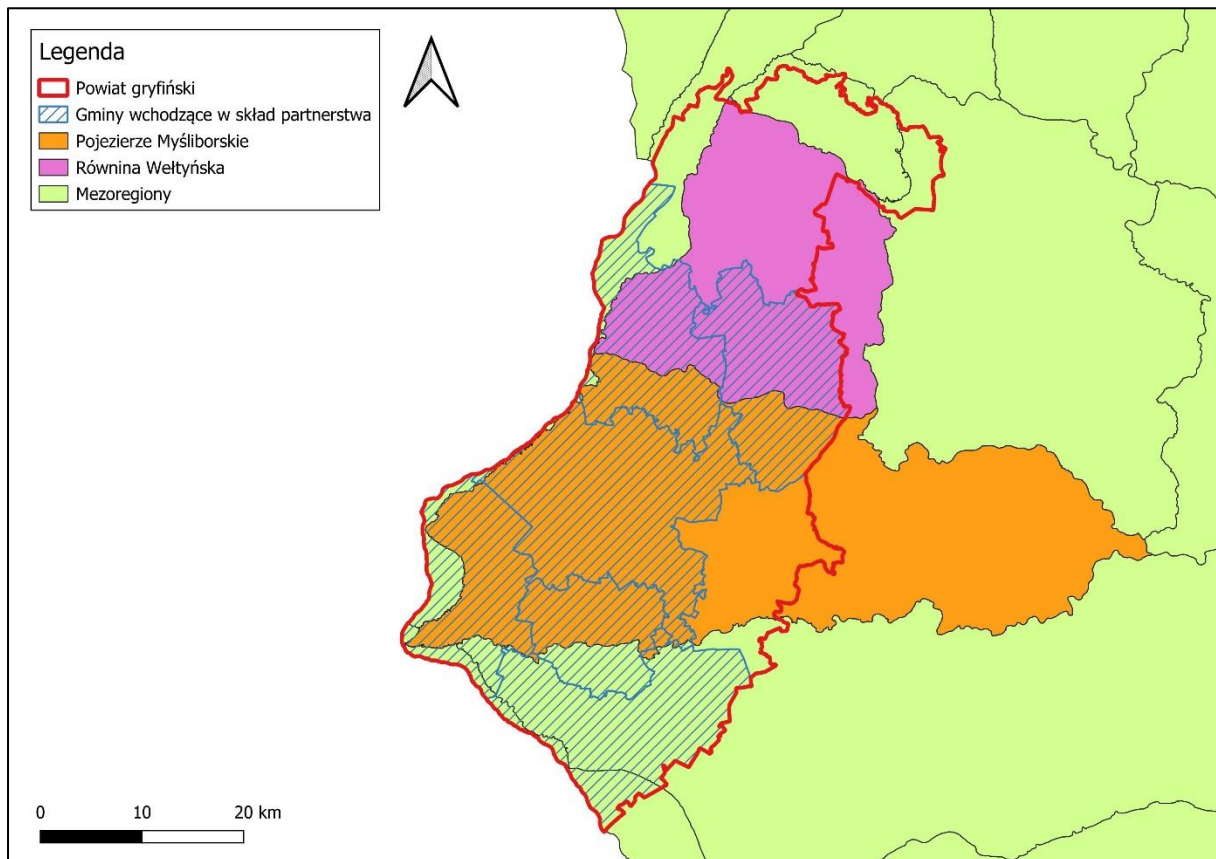 Legenda
Powiat gryfiński
Gminy wchodzące w skład partnerstwa
Pojezierze Myśliborskie
Równina Wełtyńska
Mezoregiony
0 10 20 km